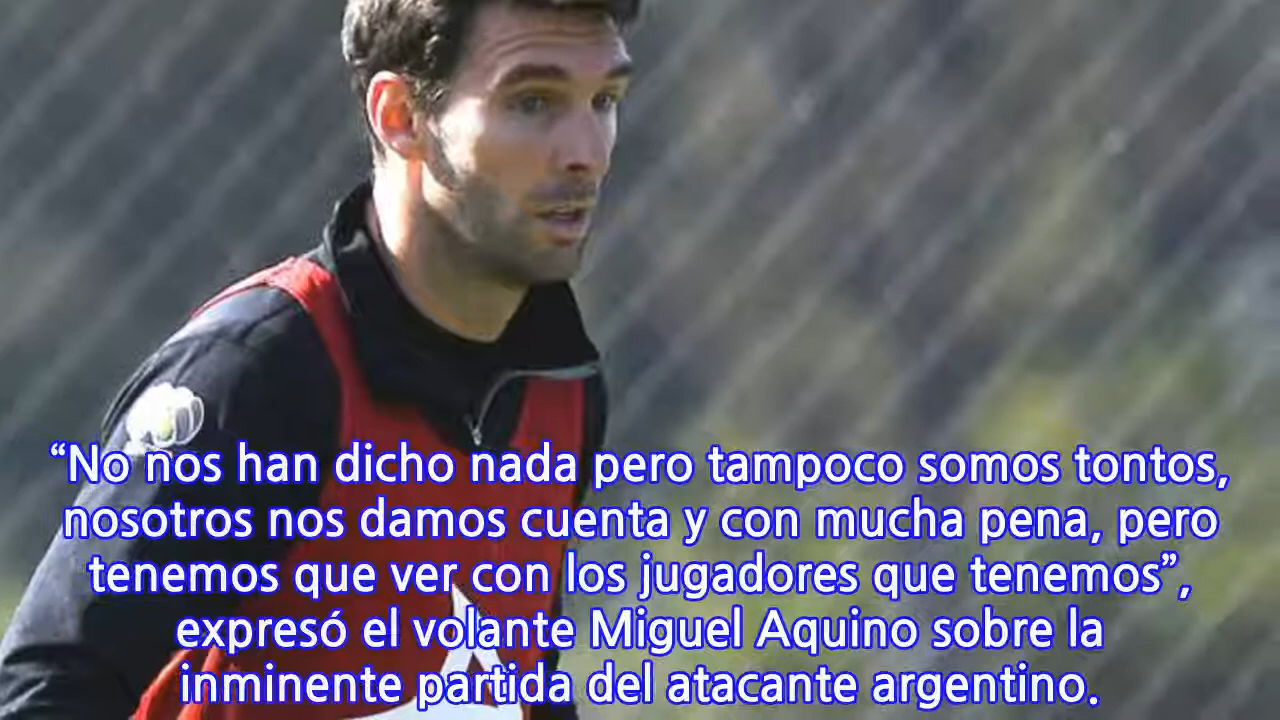 “No nos han dicho nada pero tampoco somos tontos,
nosotros nos damos cuenta y con mucha pena, pero
tenemos que ver con los jugadores que tenemos”,
expresó el volante Miguel Aquino sobre la
inminente partida del atacante argentino.